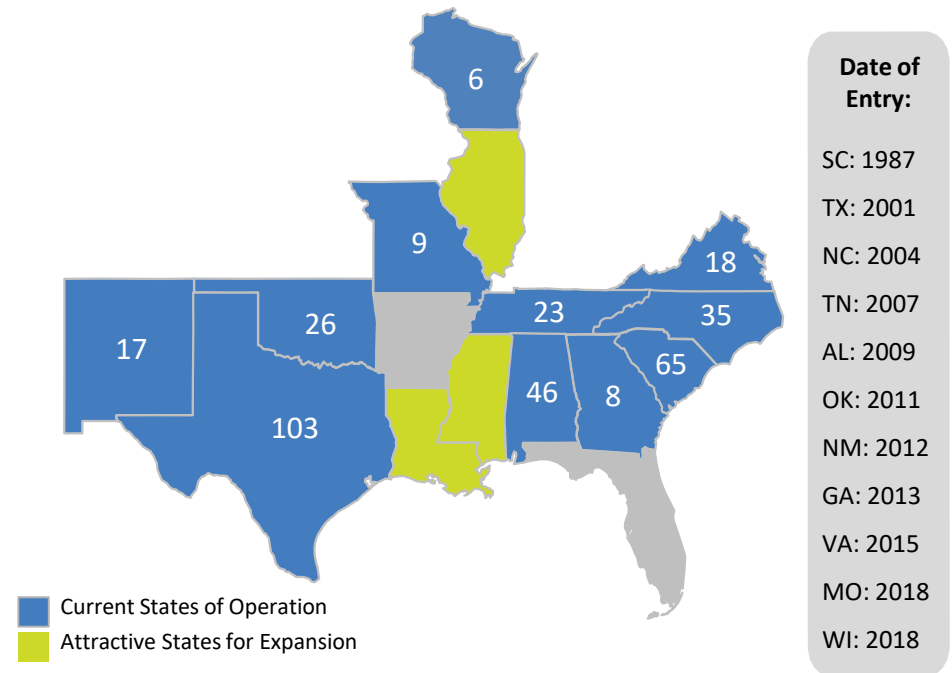 6
9
18
23
35
26
17
65
46
8
103
Current States of Operation
Attractive States for Expansion
Date of
Entry:
SC: 1987
TX: 2001
NC: 2004
TN: 2007
AL: 2009
OK: 2011
NM: 2012
GA: 2013
VA: 2015
MO: 2018
WI: 2018